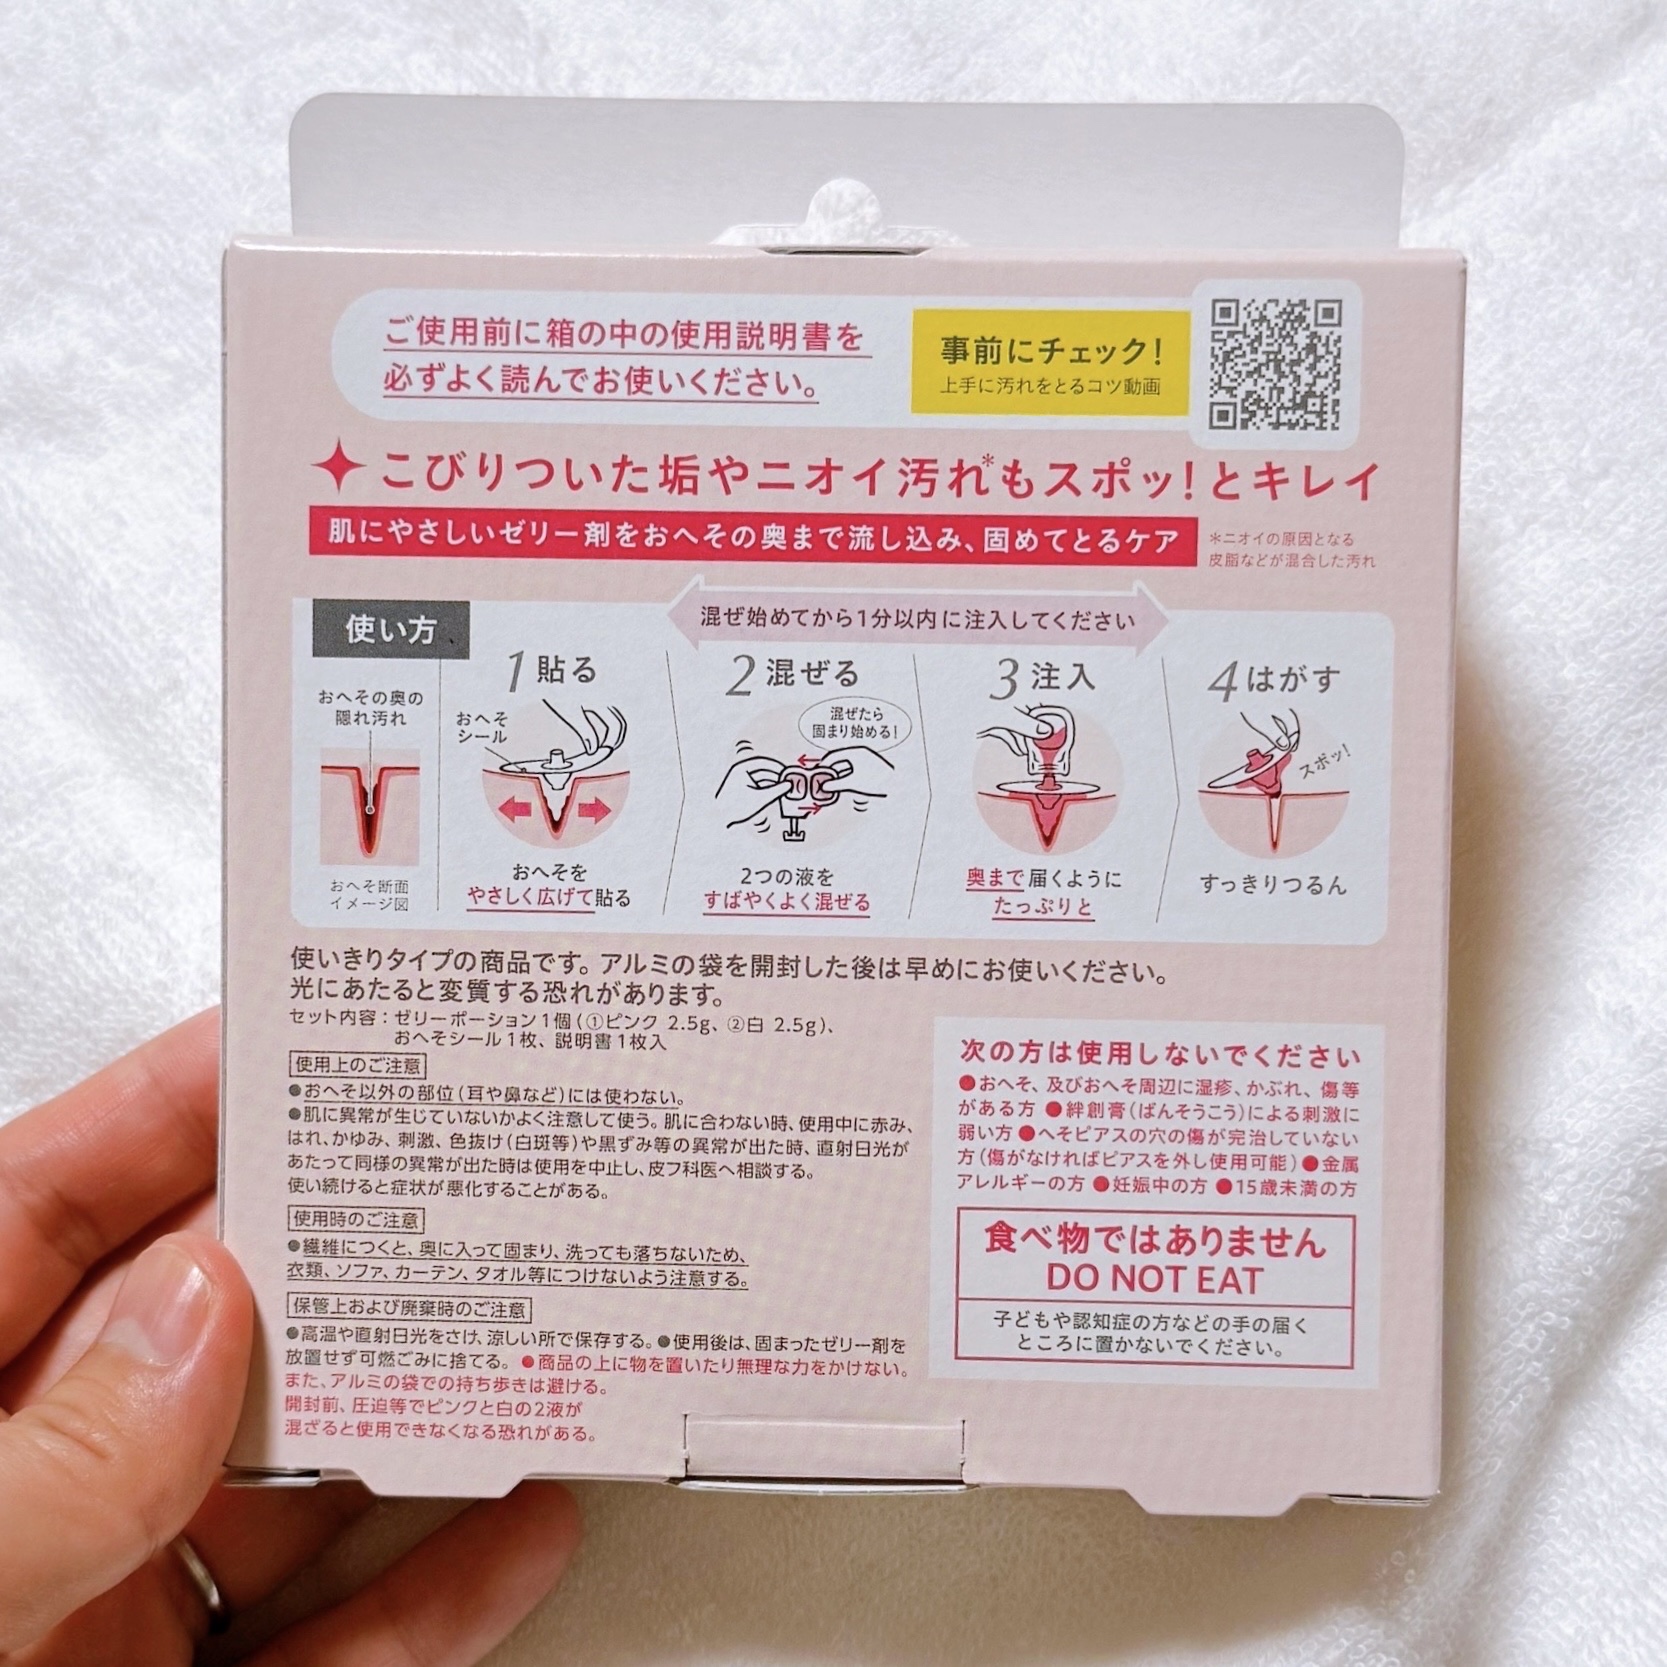 ご使用前に箱の中の使用説明書を
必ずよく読んでお使いください。
事前にチェック!
上手に汚れをとるコツ動画
こびりついた垢やニオイ汚れ*もスポッ!とキレイ
肌にやさしいゼリー剤をおへその奥まで流し込み、固めてとるケア
*ニオイの原因となる
皮脂などが混合した汚れ
使い方
混ぜ始めてから1分以内に注入してください
おへその奥の
隠れ汚れ
おへそ断面
イメージ図
1 貼る
おへそ
シール
おへそを
やさしく広げて貼る
2 混ぜる
混ぜたら
固まり始める!
2つの液を
すばやくよく混ぜる
3 注入
奥まで届くように
たっぷりと
4 はがす
スポッ!
すっきりつるん
使いきりタイプの商品です。アルミの袋を開封した後は早めにお使いください。
光にあたると変質する恐れがあります。
セット内容:ゼリーポーション1個(①ピンク 2.5g、②白 2.5g)、
おへそシール1枚、説明書1枚入
使用上のご注意
●おへそ以外の部位(耳や鼻など)には使わない。
●肌に異常が生じていないかよく注意して使う。肌に合わない時、使用中に赤み、
はれ、かゆみ、刺激、色抜け(白斑等)や黒ずみ等の異常が出た時、直射日光が
あたって同様の異常が出た時は使用を中止し、皮フ科医へ相談する。
使い続けると症状が悪化することがある。
使用時のご注意
●繊維につくと、奥に入って固まり、洗っても落ちないため、
衣類、ソファ、カーテン、タオル等につけないよう注意する。
保管上および廃棄時のご注意
●高温や直射日光をさけ、涼しい所で保存する。●使用後は、固まったゼリー剤を
放置せず可燃ごみに捨てる。●商品の上に物を置いたり無理な力をかけない。
また、アルミの袋での持ち歩きは避ける。
開封前、圧迫等でピンクと白の2液が
混ざると使用できなくなる恐れがある。
次の方は使用しないでください
●おへそ、及びおへそ周辺に湿疹、かぶれ、傷等
がある方 ●絆創膏(ばんそうこう)による刺激に
弱い方 ●へそピアスの穴の傷が完治していない
方(傷がなければピアスを外し使用可能) ●金属
アレルギーの方 ●妊娠中の方 ●15歳未満の方
食べ物ではありません
DO NOT EAT
子どもや認知症の方などの手の届く
ところに置かないでください。